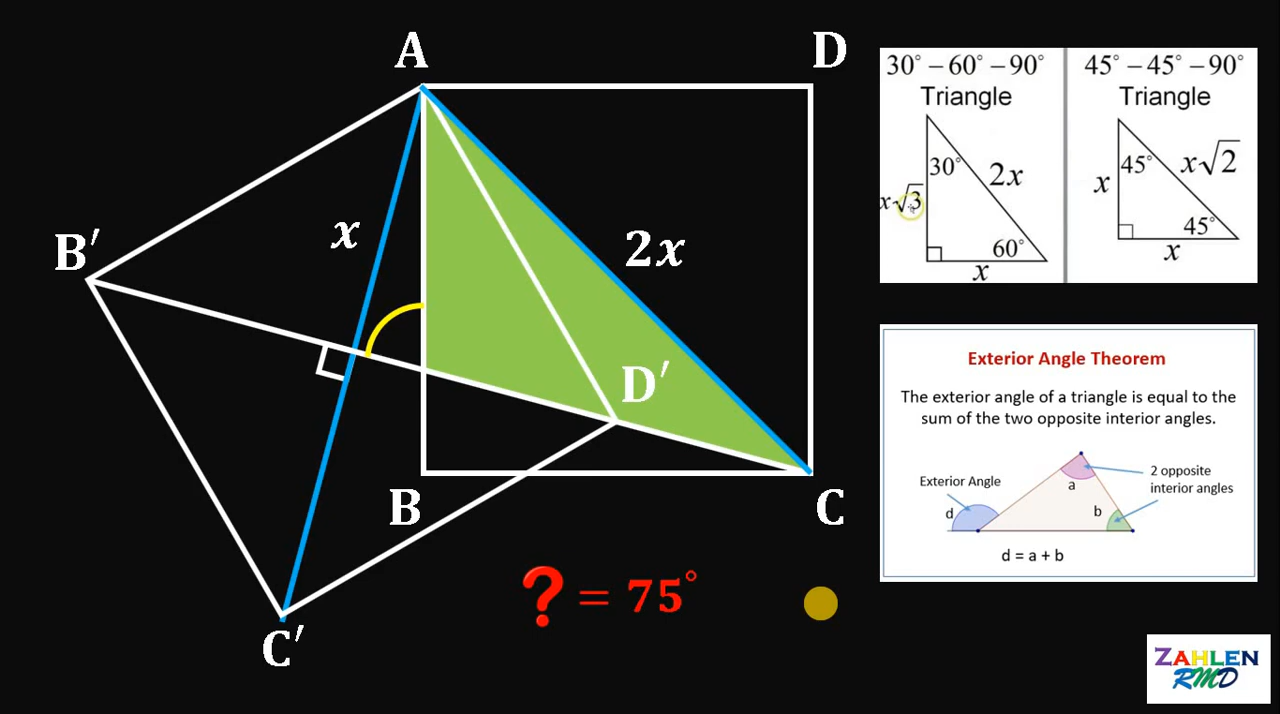 A
D
B′
x
2x
D′
B
C
C′
? = 75°
30° – 60° – 90°
Triangle
30°
2x
x√3
60°
x
45° – 45° – 90°
Triangle
45°
x√2
x
45°
x
Exterior Angle Theorem
The exterior angle of a triangle is equal to the
sum of the two opposite interior angles.
Exterior Angle
2 opposite
interior angles
a
b
d
d = a + b
ZAHLEN
RMD